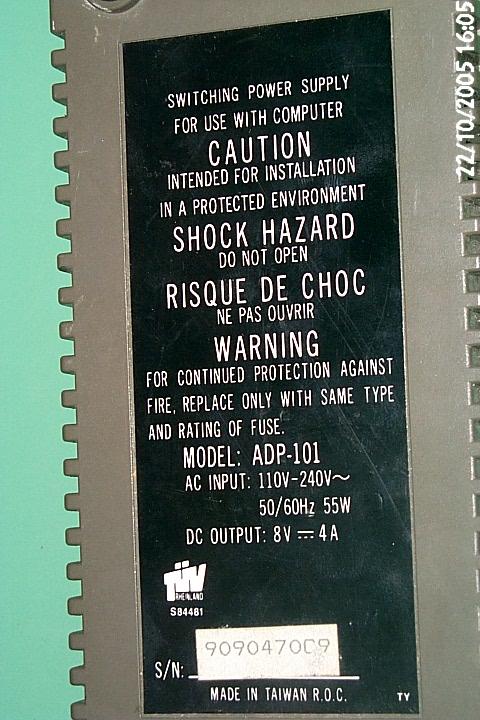 SWITCHING POWER SUPPLY
FOR USE WITH COMPUTER
CAUTION
INTENDED FOR INSTALLATION
IN A PROTECTED ENVIRONMENT
SHOCK HAZARD
DO NOT OPEN
RISQUE DE CHOC
NE PAS OUVRIR
WARNING
FOR CONTINUED PROTECTION AGAINST
FIRE, REPLACE ONLY WITH SAME TYPE
AND RATING OF FUSE.
MODEL: ADP-101
AC INPUT: 110V-240V~
50/60Hz 55W
DC OUTPUT: 8V ⎓ 4A
TÜV
RHEINLAND
S84481
S/N: 9090470C9
MADE IN TAIWAN R.O.C. TY
22/10/2005 16:05